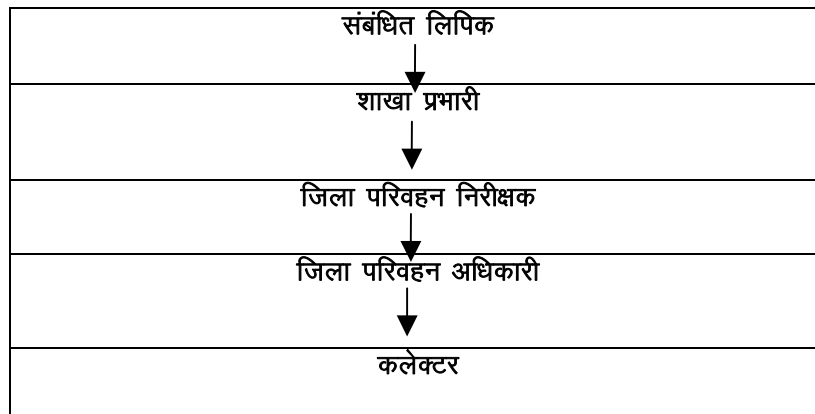 संबंधित लिपिक
शाखा प्रभारी
जिला परिवहन निरीक्षक
जिला परिवहन अधिकारी
कलेक्टर